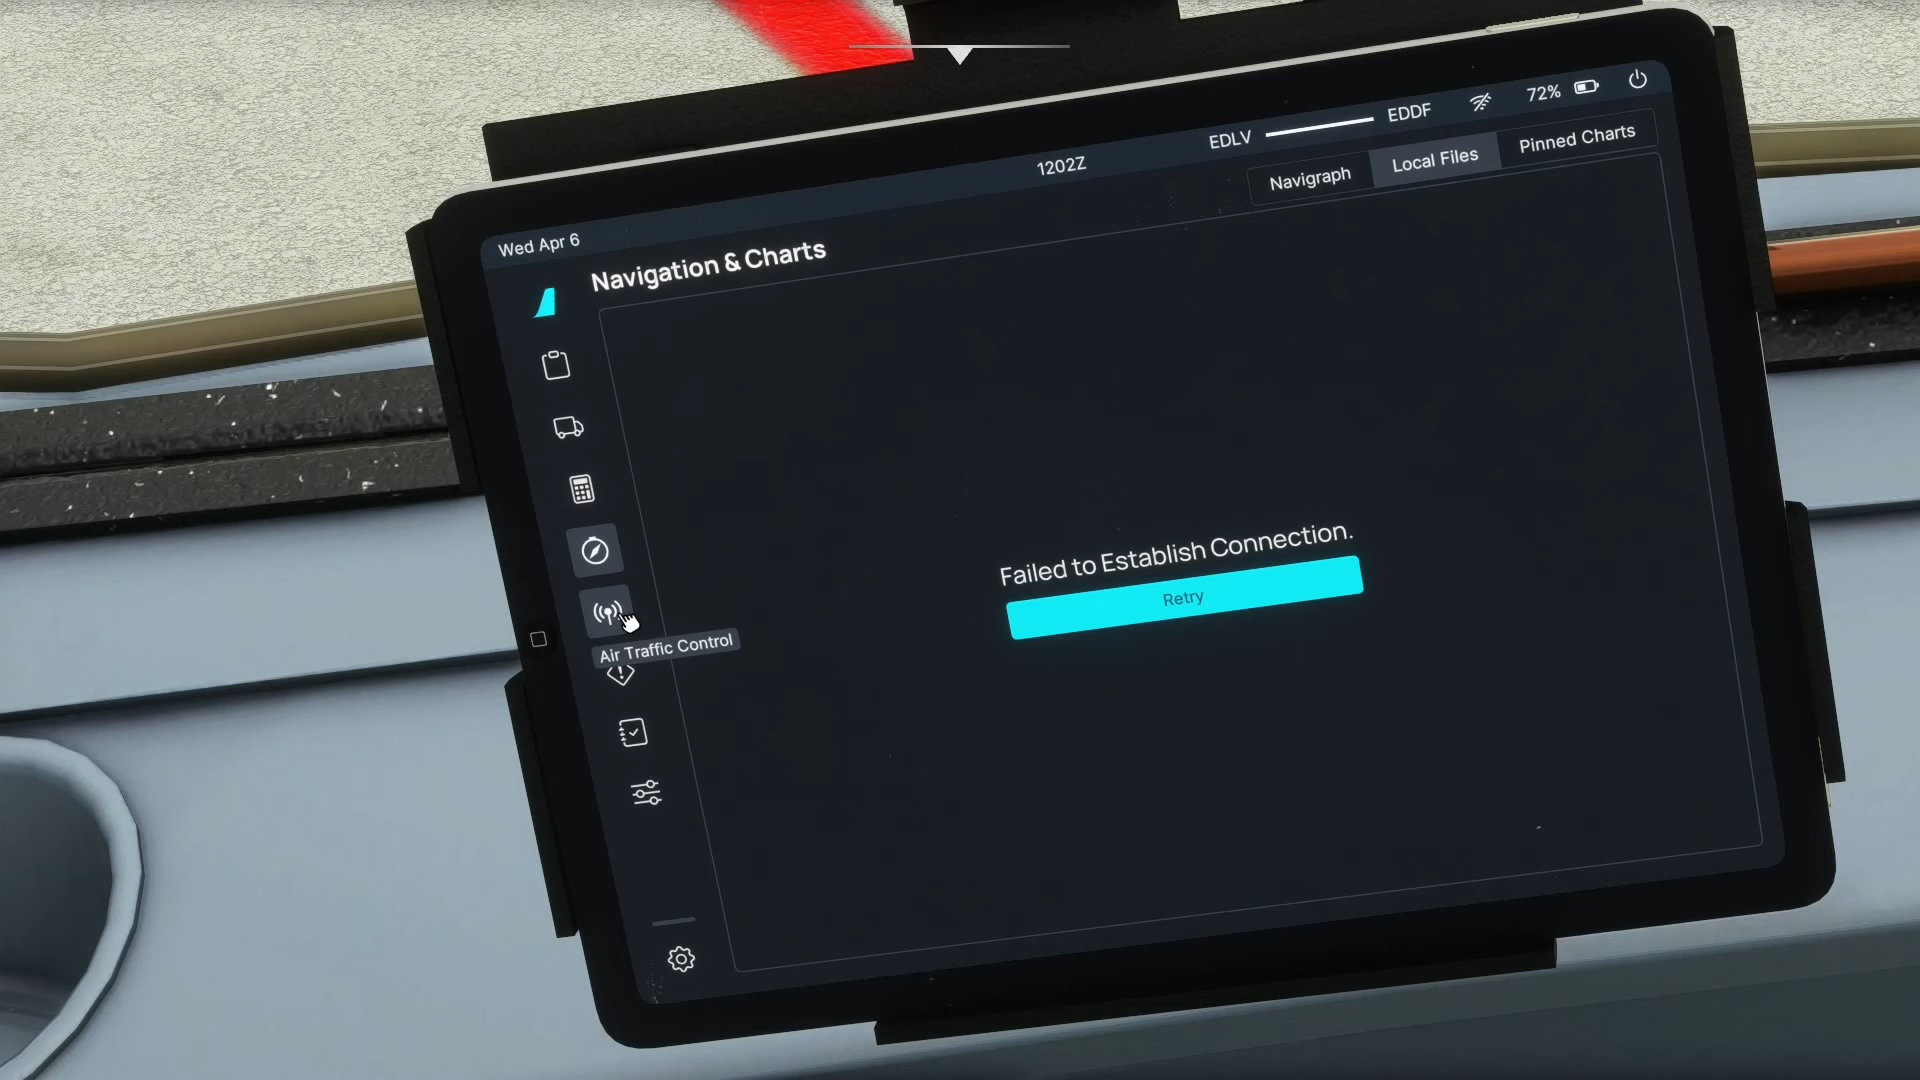 Wed Apr 6
1202Z
EDLV
EDDF
72%
Navigation & Charts
Navigraph
Local Files
Pinned Charts
Failed to Establish Connection.
Retry
Air Traffic Control